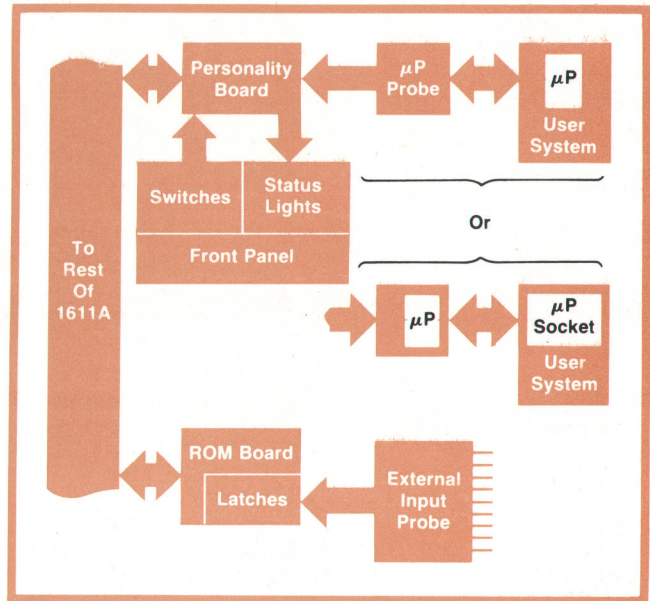 Personality
Board
μP
Probe
μP
User
System
Switches
Status
Lights
Front Panel
Or
To
Rest
Of
1611A
μP
μP
Socket
User
System
ROM Board
Latches
External
Input
Probe